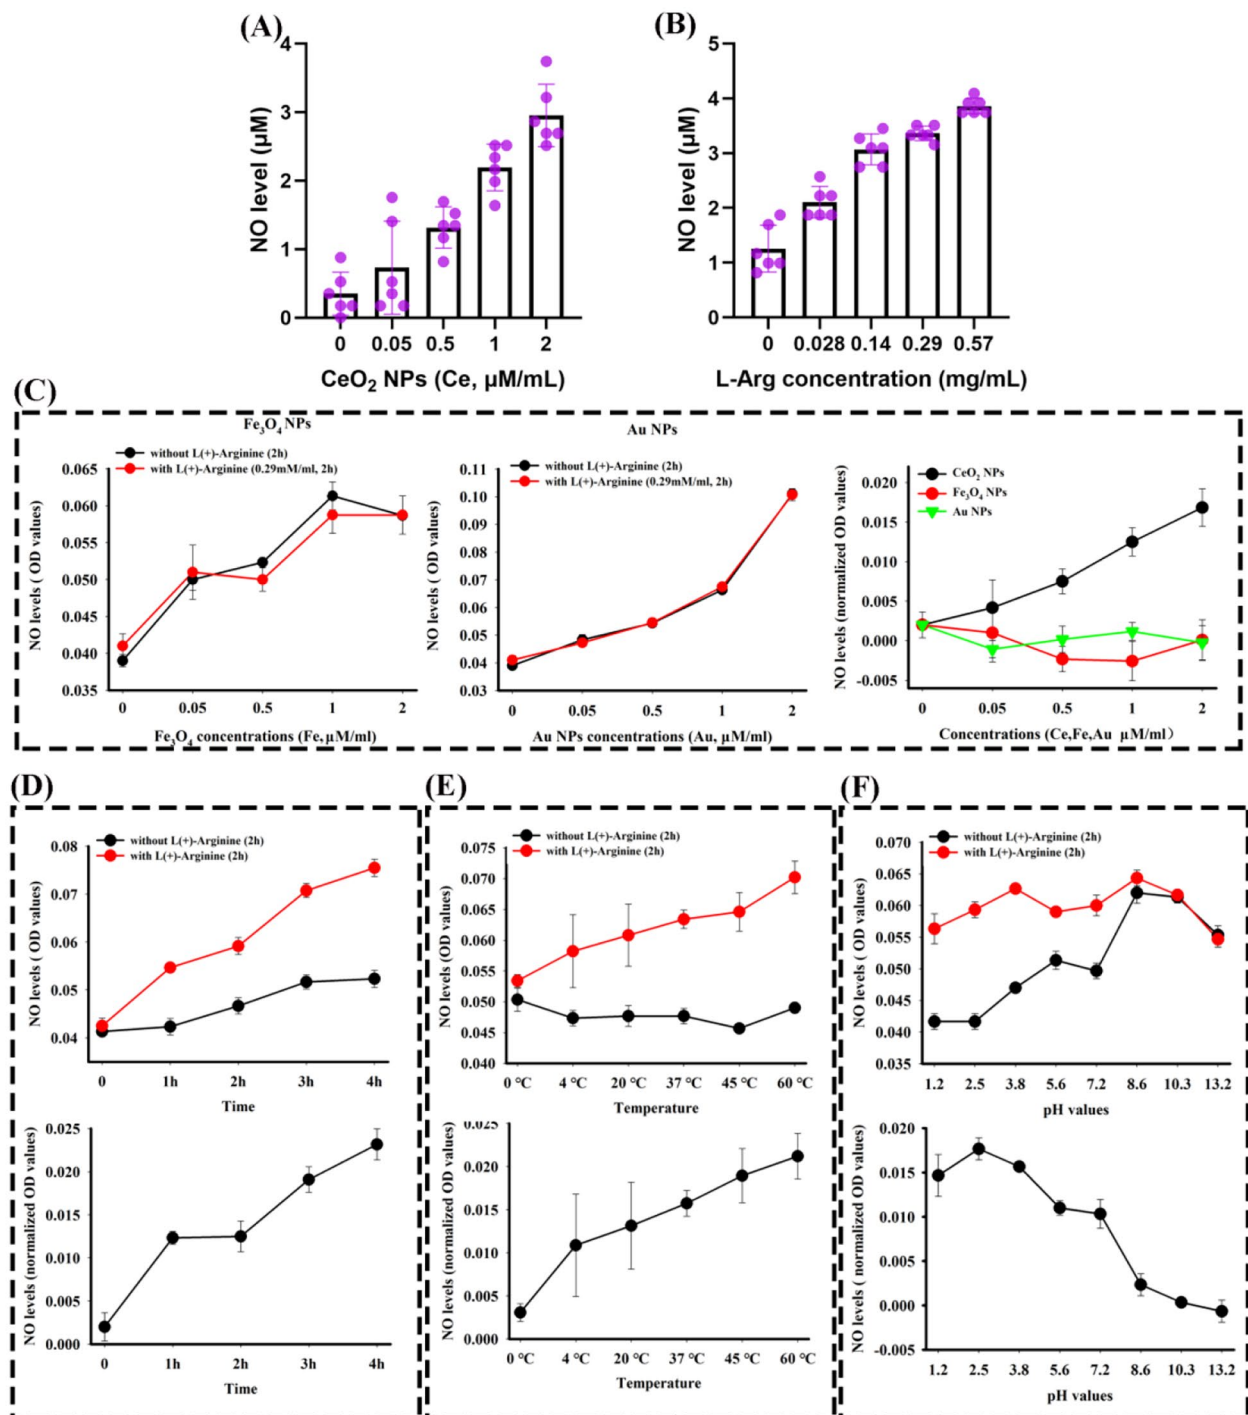 (A)
(B)
NO level (µM)
4
3
2
1
0
0 0.05 0.5 1 2
CeO2 NPs (Ce, µM/mL)
NO level (µM)
5
4
3
2
1
0
0 0.028 0.14 0.29 0.57
L-Arg concentration (mg/mL)
(C)
Fe3O4 NPs
without L(+)-Arginine (2h)
with L(+)-Arginine (0.29mM/ml, 2h)
NO levels ( OD values)
0.065
0.060
0.055
0.050
0.045
0.040
0.035
0 0.05 0.5 1 2
Fe3O4 concentrations (Fe, µM/ml)
Au NPs
without L(+)-Arginine (2h)
with L(+)-Arginine (0.29mM/ml, 2h)
NO levels ( OD values)
0.11
0.10
0.09
0.08
0.07
0.06
0.05
0.04
0.03
0 0.05 0.5 1 2
Au NPs concentrations (Au, µM/ml)
CeO2 NPs
Fe3O4 NPs
Au NPs
NO levels (normalized OD values)
0.020
0.015
0.010
0.005
0.000
-0.005
0 0.05 0.5 1 2
Concentrations (Ce,Fe,Au µM/ml)
(D)
without L(+)-Arginine (2h)
with L(+)-Arginine (2h)
NO levels ( OD values)
0.08
0.07
0.06
0.05
0.04
0 1h 2h 3h 4h
Time
NO levels (normalized OD values)
0.025
0.020
0.015
0.010
0.005
0.000
0 1h 2h 3h 4h
Time
(E)
without L(+)-Arginine (2h)
with L(+)-Arginine (2h)
NO levels (OD values)
0.075
0.070
0.065
0.060
0.055
0.050
0.045
0.040
0 °C 4 °C 20 °C 37 °C 45 °C 60 °C
Temperature
NO levels (normalized OD values)
0.025
0.020
0.015
0.010
0.005
0.000
0 °C 4 °C 20 °C 37 °C 45 °C 60 °C
Temperature
(F)
without L(+)-Arginine (2h)
with L(+)-Arginine (2h)
NO levels ( OD values)
0.070
0.065
0.060
0.055
0.050
0.045
0.040
0.035
1.2 2.5 3.8 5.6 7.2 8.6 10.3 13.2
pH values
NO levels ( normalized OD values)
0.020
0.015
0.010
0.005
0.000
-0.005
1.2 2.5 3.8 5.6 7.2 8.6 10.3 13.2
pH values